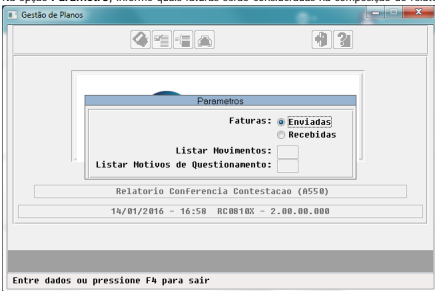 Na opção Parâmetro, informe quais faturas serão consideradas na composição do relat
Gestão de Planos
Parametros
Faturas: Enviadas
Recebidas
Listar Movimentos:
Listar Motivos de Questionamento:
Relatorio Conferencia Contestacao (A550)
14/01/2016 - 16:58 RC0810X - 2.00.00.000
Entre dados ou pressione F4 para sair